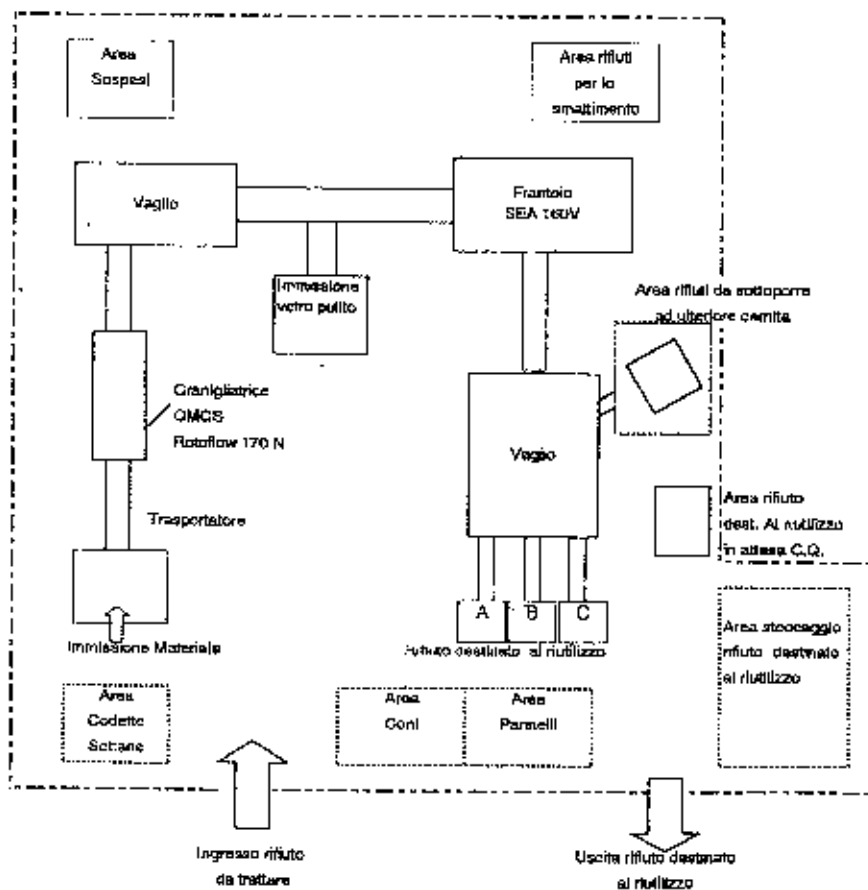 Area
Sospesi
Area rifiuti
per lo
smaltimento
Vaglio
Frantoio
SEA 160V
Immissione
vetro pulito
Area rifiuti da sottoporre
ad ulteriore cernita
Granigliatrice
OMCS
Rotoflow 170 N
Vaglio
Trasportatore
Area rifiuto
dest. Al riutilizzo
in attesa C.Q.
A B C
Immissione Materiale
Rifiuto destinato al riutilizzo
Area stoccaggio
rifiuto destinato
al riutilizzo
Area
Codette
Sottane
Area
Coni
Area
Pannelli
Ingresso rifiuto
da trattare
Uscita rifiuto destinato
al riutilizzo